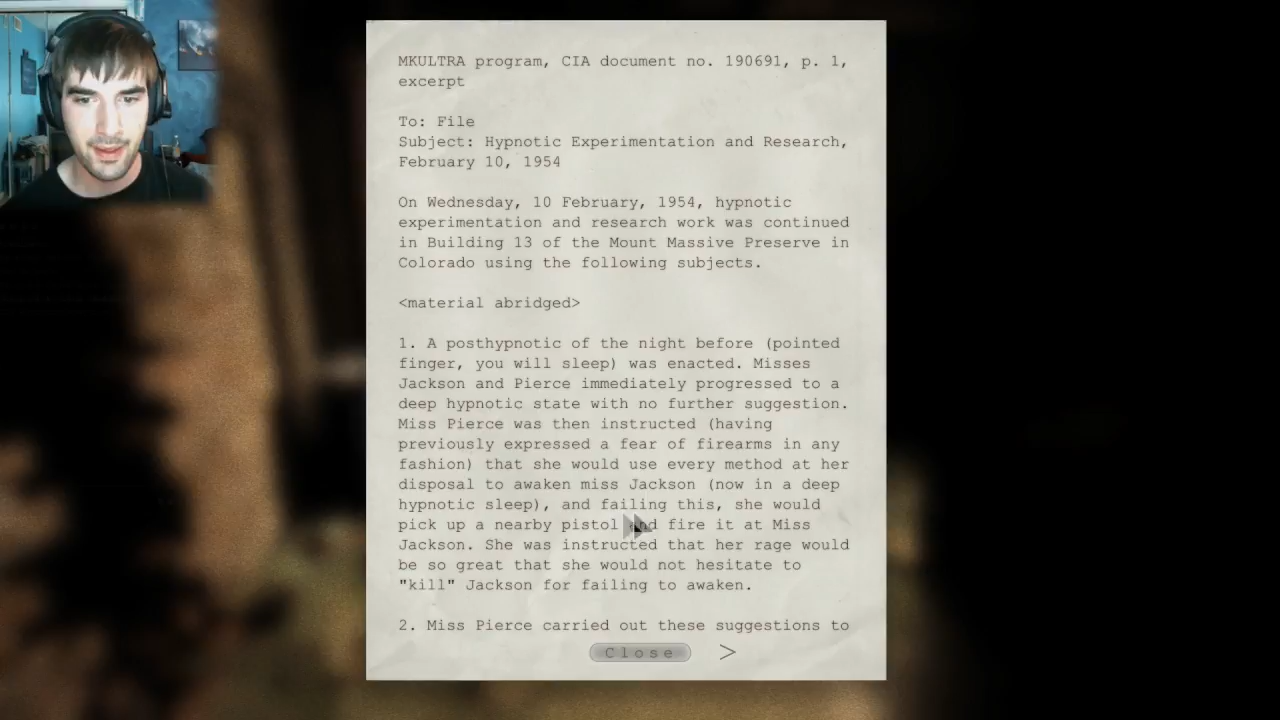 MKULTRA program, CIA document no. 190691, p. 1,
excerpt
To: File
Subject: Hypnotic Experimentation and Research,
February 10, 1954
On Wednesday, 10 February, 1954, hypnotic
experimentation and research work was continued
in Building 13 of the Mount Massive Preserve in
Colorado using the following subjects.
<material abridged>
1. A posthypnotic of the night before (pointed
finger, you will sleep) was enacted. Misses
Jackson and Pierce immediately progressed to a
deep hypnotic state with no further suggestion.
Miss Pierce was then instructed (having
previously expressed a fear of firearms in any
fashion) that she would use every method at her
disposal to awaken miss Jackson (now in a deep
hypnotic sleep), and failing this, she would
pick up a nearby pistol and fire it at Miss
Jackson. She was instructed that her rage would
be so great that she would not hesitate to
"kill" Jackson for failing to awaken.
2. Miss Pierce carried out these suggestions to
Close >